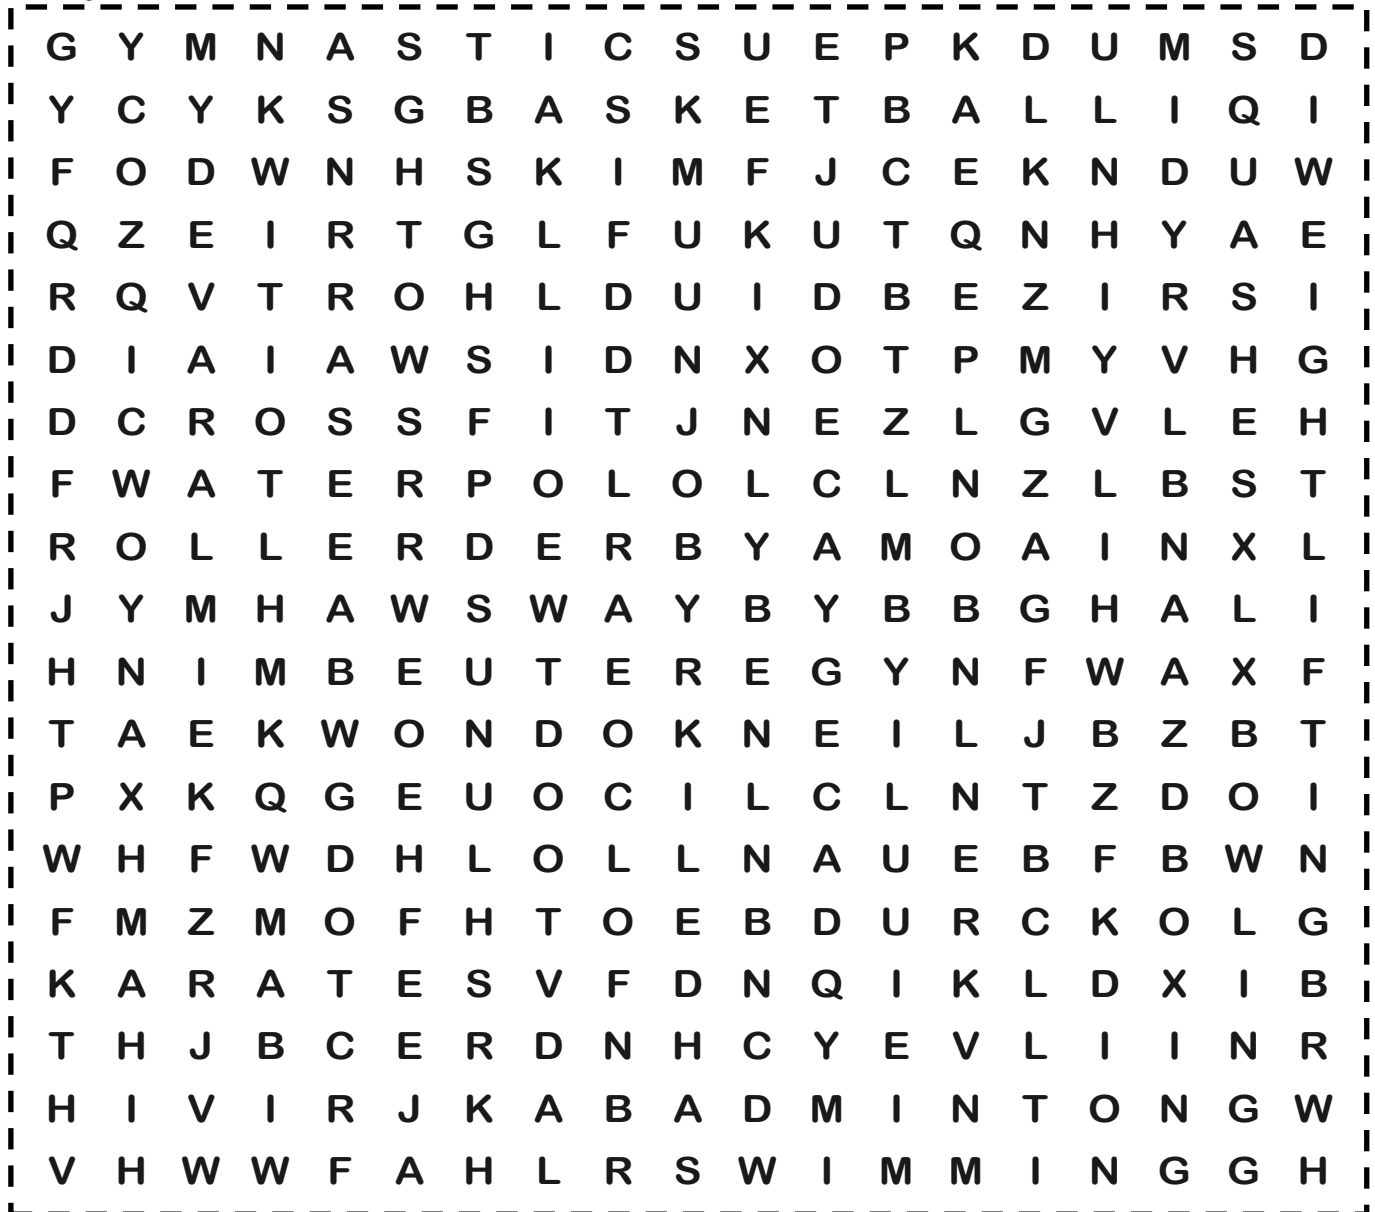 G Y M N A S T I C S U E P K D U M S D
Y C Y K S G B A S K E T B A L L I Q I
F O D W N H S K I M F J C E K N D U W
Q Z E I R T G L F U K U T Q N H Y A E
R Q V T R O H L D U I D B E Z I R S I
D I A I A W S I D N X O T P M Y V H G
D C R O S S F I T J N E Z L G V L E H
F W A T E R P O L O L C L N Z L B S T
R O L L E R D E R B Y A M O A I N X L
J Y M H A W S W A Y B Y B B G H A L I
H N I M B E U T E R E G Y N F W A X F
T A E K W O N D O K N E I L J B Z B T
P X K Q G E U O C I L C L N T Z D O I
W H F W D H L O L L N A U E B F B W N
F M Z M O F H T O E B D U R C K O L G
K A R A T E S V F D N Q I K L D X I B
T H J B C E R D N H C Y E V L I I N R
H I V I R J K A B A D M I N T O N G W
V H W W F A H L R S W I M M I N G G H